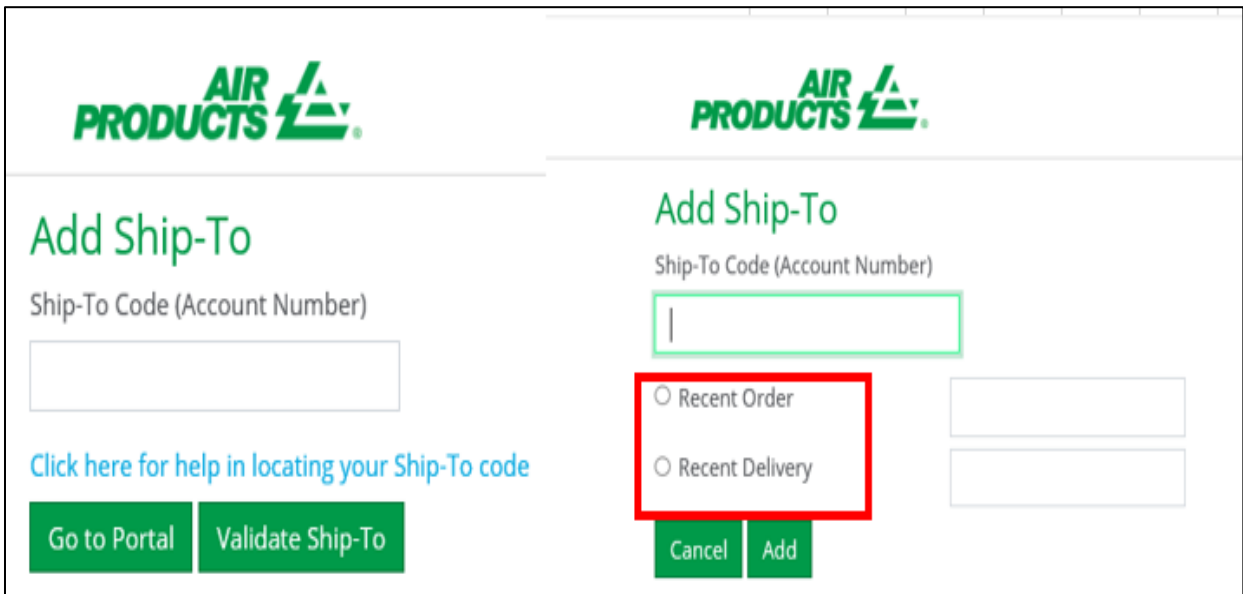 AIR
PRODUCTS
Add Ship-To
Ship-To Code (Account Number)
Click here for help in locating your Ship-To code
Go to Portal
Validate Ship-To
AIR
PRODUCTS
Add Ship-To
Ship-To Code (Account Number)
Recent Order
Recent Delivery
Cancel
Add